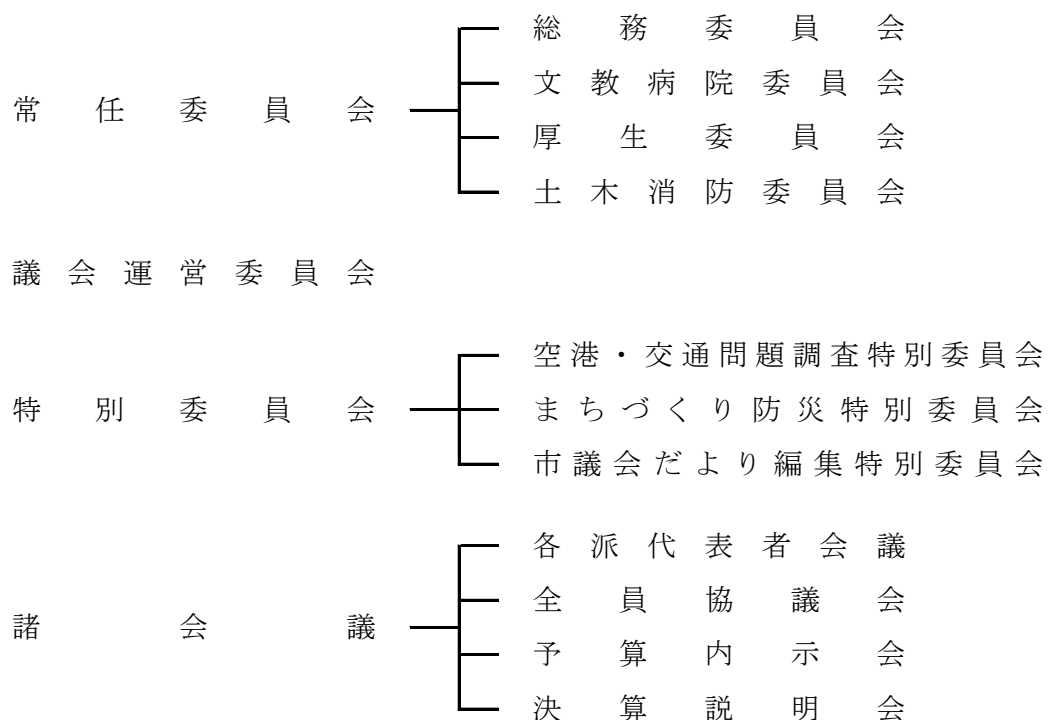 総務委員会
文教病院委員会
常任委員会
厚生委員会
土木消防委員会
議会運営委員会
空港・交通問題調査特別委員会
特別委員会
まちづくり防災特別委員会
市議会だより編集特別委員会
各派代表者会議
全員協議会
諸会議
予算内示会
決算説明会